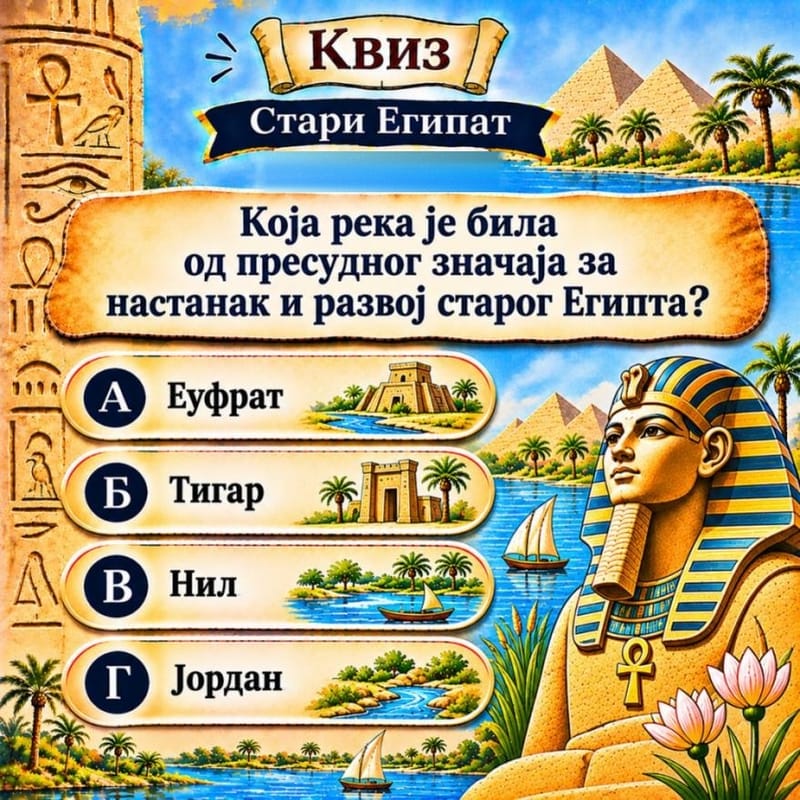 Квиз
Стари Египат
Која река је била
од пресудног значаја за
настанак и развој старог Египта?
А Еуфрат
Б Тигар
В Нил
Г Јордан